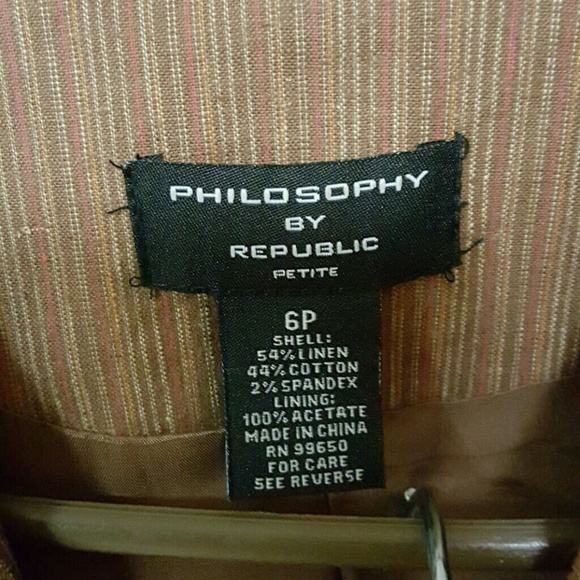 PHILOSOPHY
BY
REPUBLIC
PETITE
6P
SHELL:
54% LINEN
44% COTTON
2% SPANDEX
LINING:
100% ACETATE
MADE IN CHINA
RN 99650
FOR CARE
SEE REVERSE